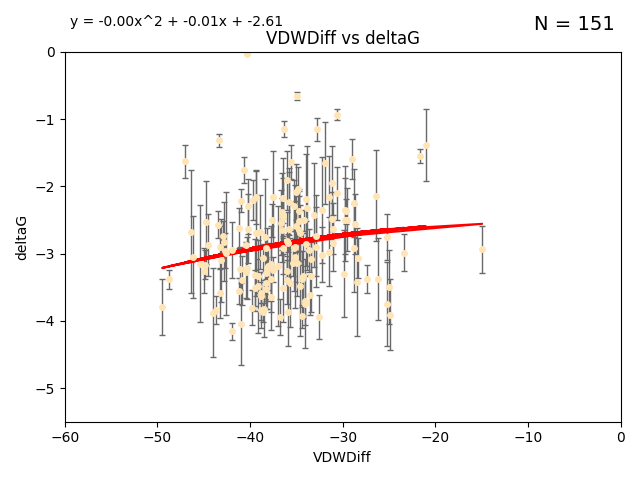 y = -0.00x^2 + -0.01x + -2.61
N = 151
VDWDiff vs deltaG
0
−1
−2
−3
−4
−5
deltaG
−60 −50 −40 −30 −20 −10 0
VDWDiff